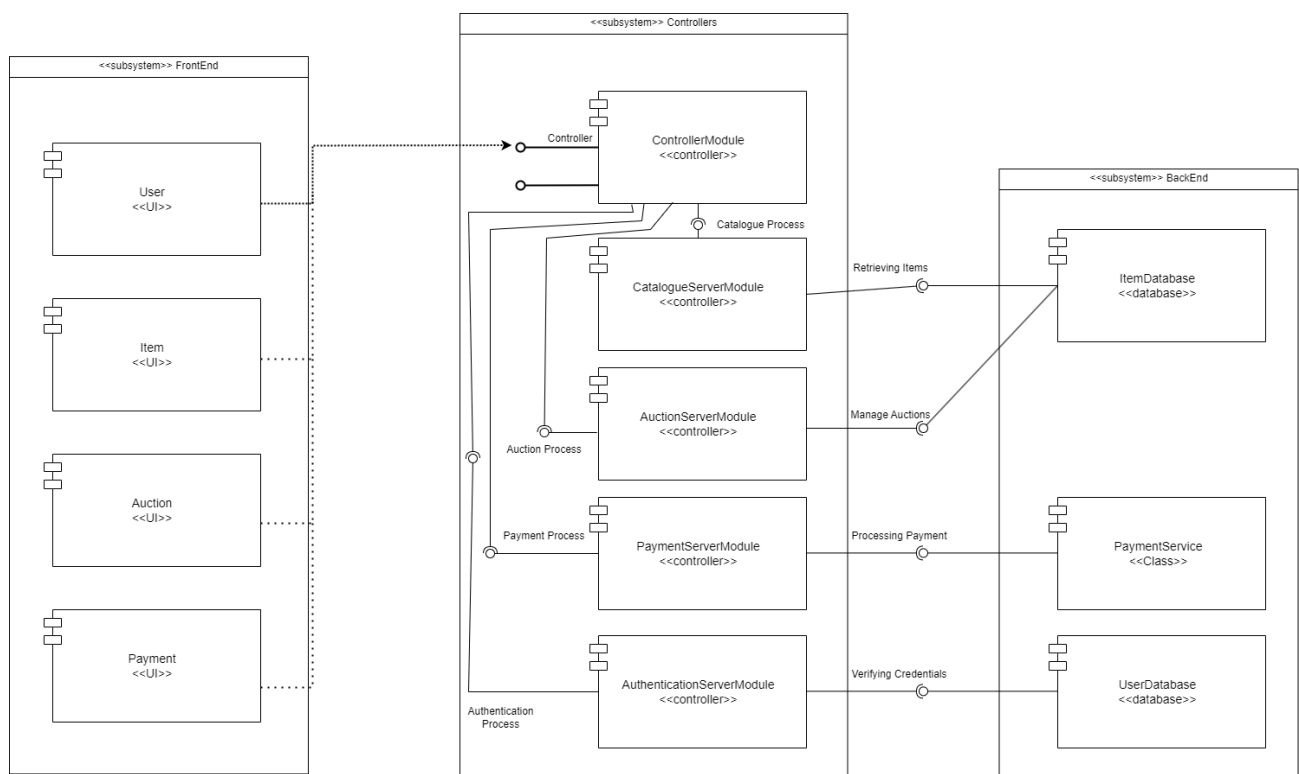 <<subsystem>> FrontEnd
User
<<UI>>
Item
<<UI>>
Auction
<<UI>>
Payment
<<UI>>
<<subsystem>> Controllers
Controller
ControllerModule
<<controller>>
Catalogue Process
CatalogueServerModule
<<controller>>
AuctionServerModule
<<controller>>
Auction Process
Payment Process
PaymentServerModule
<<controller>>
AuthenticationServerModule
<<controller>>
Authentication
Process
Retrieving Items
Manage Auctions
Processing Payment
Verifying Credentials
<<subsystem>> BackEnd
ItemDatabase
<<database>>
PaymentService
<<Class>>
UserDatabase
<<database>>